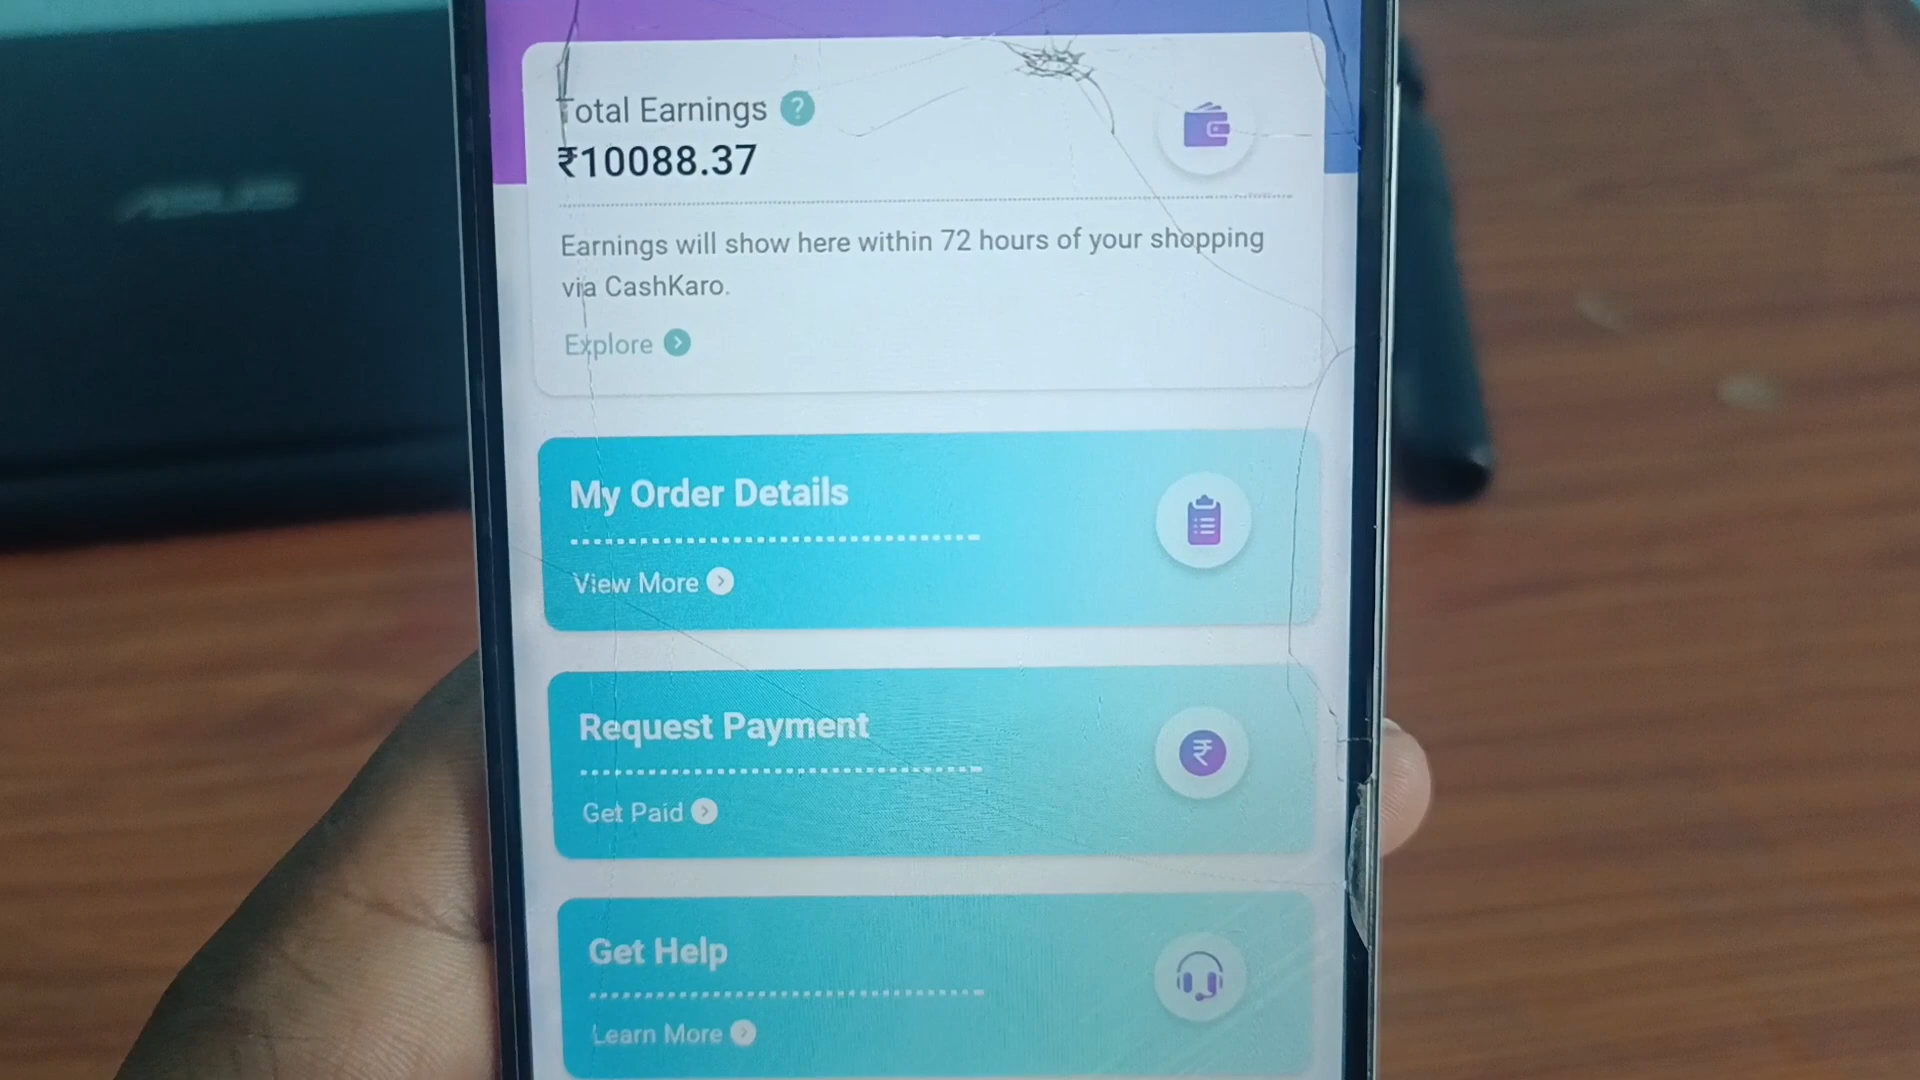 ASUS
Total Earnings ?
₹10088.37
Earnings will show here within 72 hours of your shopping
via CashKaro.
Explore
My Order Details
View More
Request Payment
₹
Get Paid
Get Help
Learn More